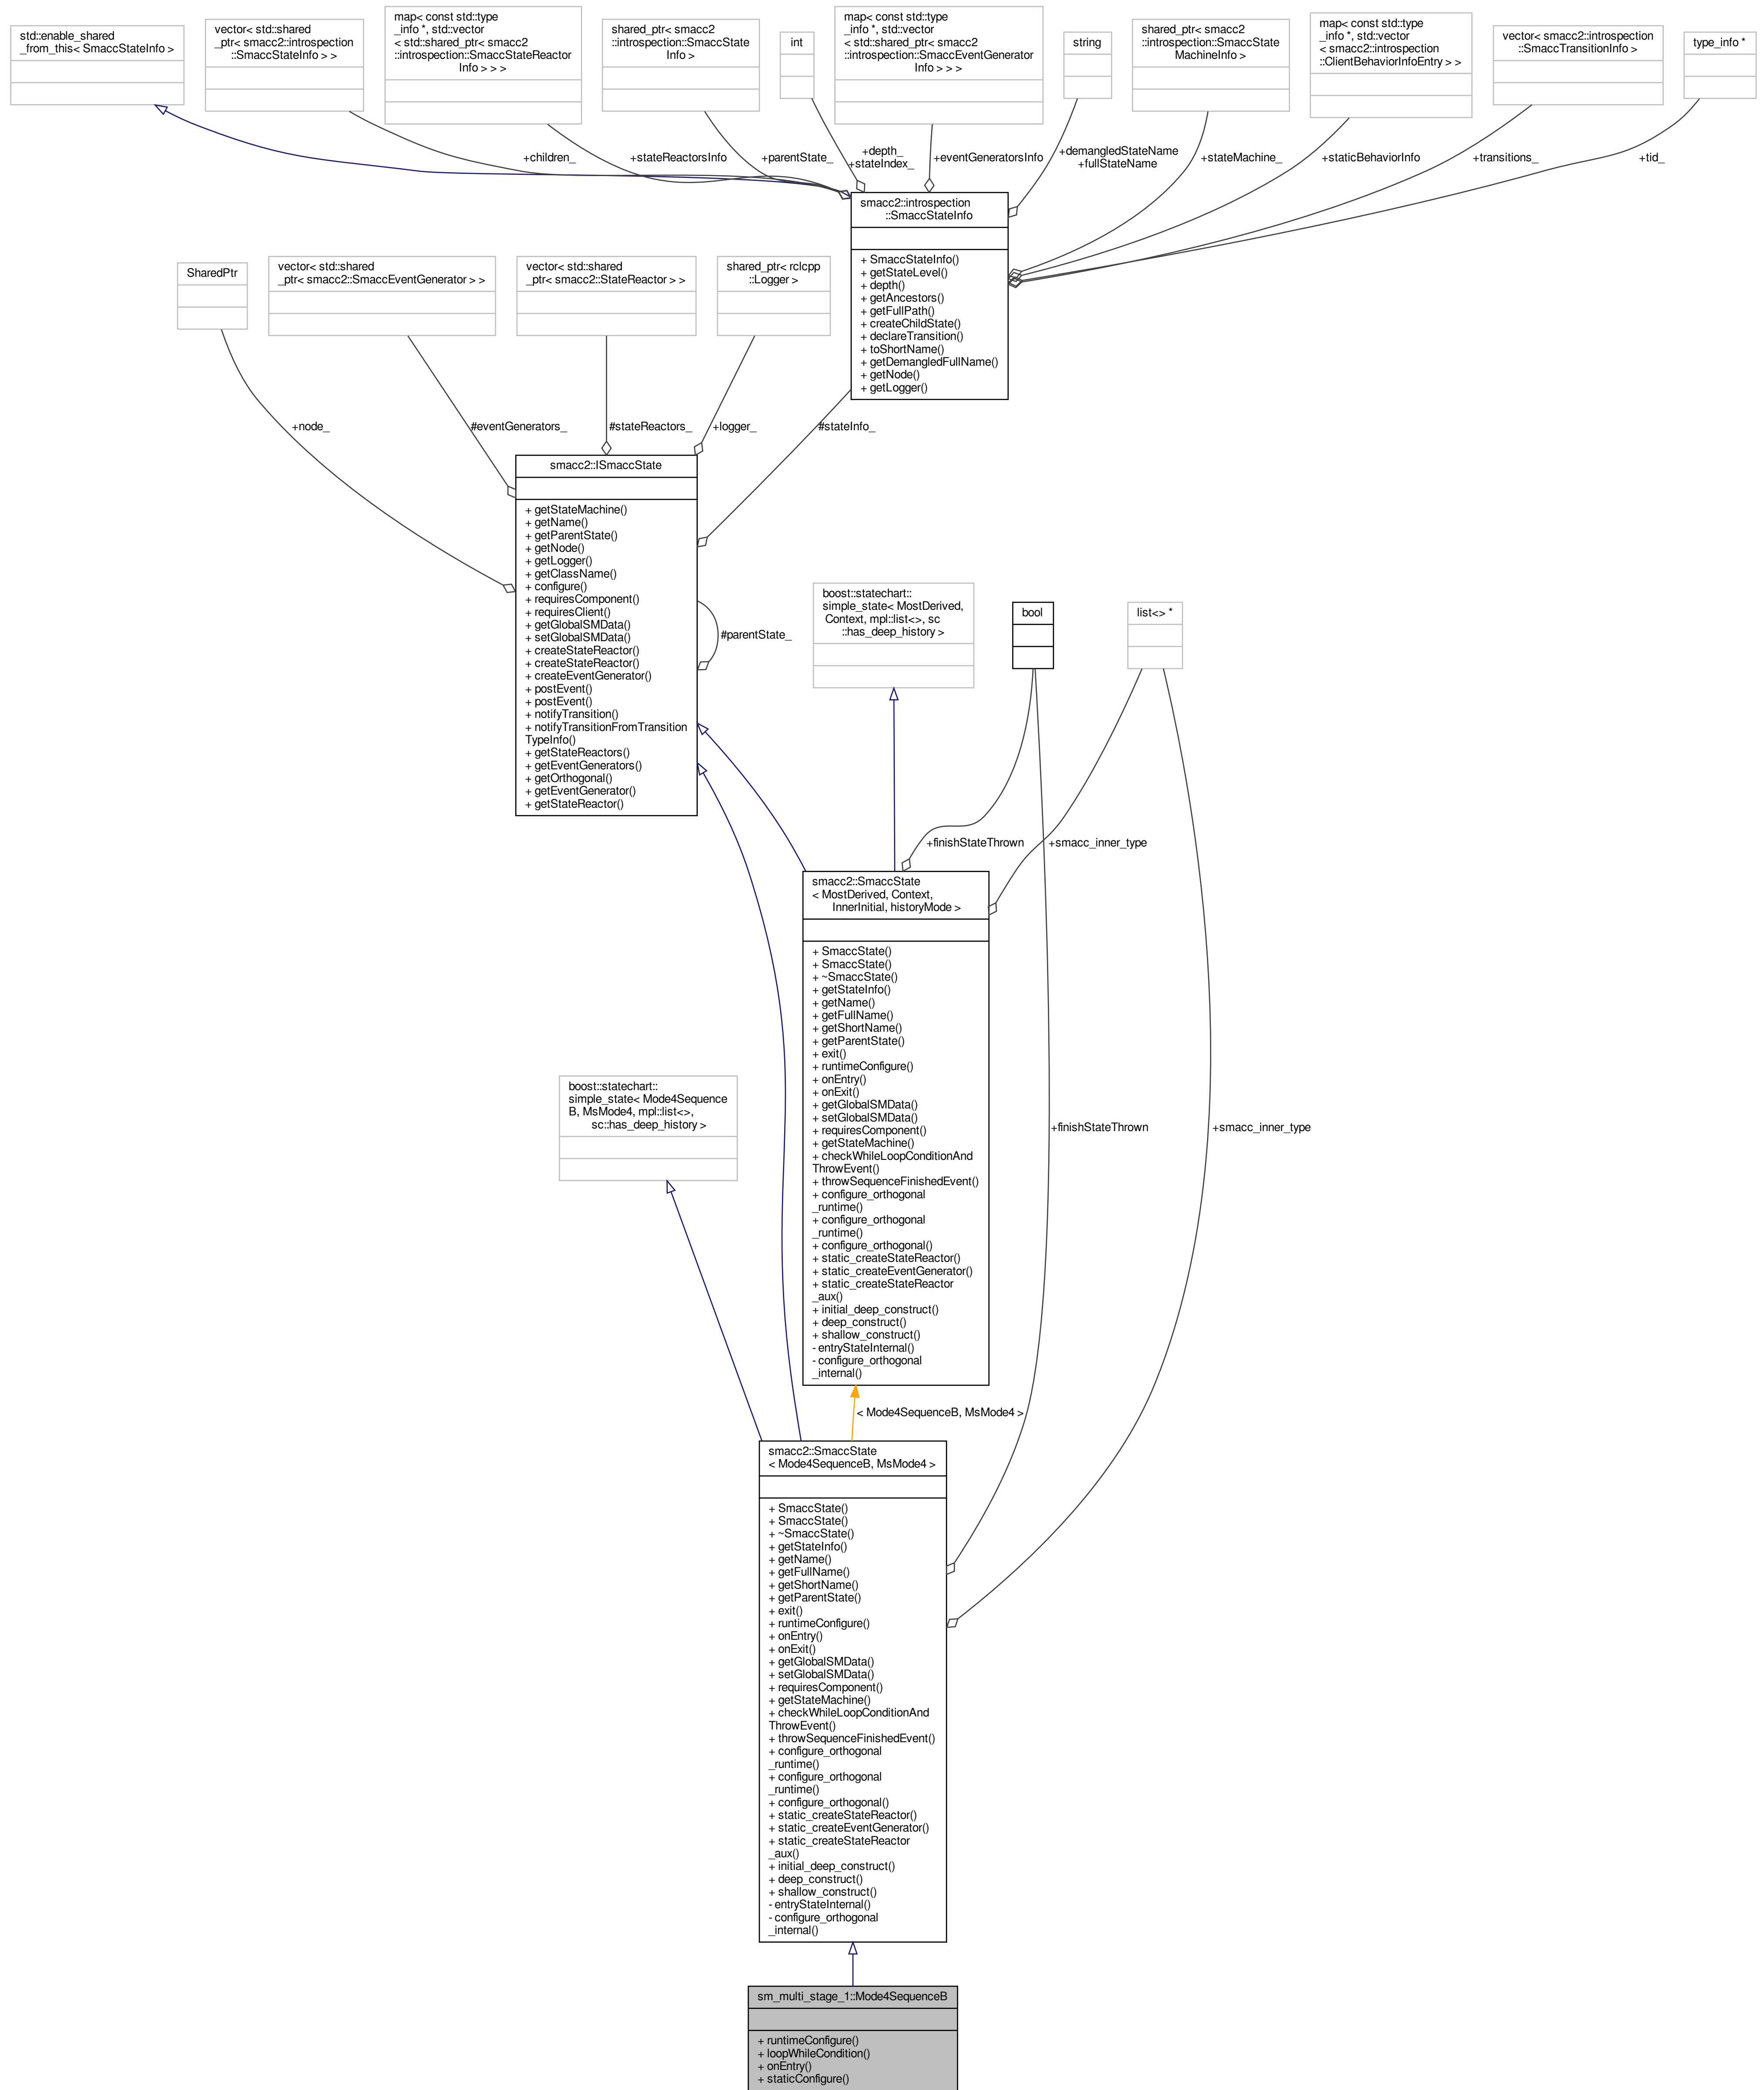 std::enable_shared
_from_this< SmaccStateInfo >
vector< std::shared
_ptr< smacc2::introspection
::SmaccStateInfo > >
map< const std::type
_info *, std::vector
< std::shared_ptr< smacc2
::introspection::SmaccStateReactor
Info > > >
shared_ptr< smacc2
::introspection::SmaccState
Info >
int
map< const std::type
_info *, std::vector
< std::shared_ptr< smacc2
::introspection::SmaccEventGenerator
Info > > >
string
shared_ptr< smacc2
::introspection::SmaccState
MachineInfo >
map< const std::type
_info *, std::vector
< smacc2::introspection
::ClientBehaviorInfoEntry > >
vector< smacc2::introspection
::SmaccTransitionInfo >
type_info *
+children_
+stateReactorsInfo
+parentState_
+depth_
+stateIndex_
+eventGeneratorsInfo
+demangledStateName
+fullStateName
+stateMachine_
+staticBehaviorInfo
+transitions_
+tid_
smacc2::introspection
::SmaccStateInfo
+ SmaccStateInfo()
+ getStateLevel()
+ depth()
+ getAncestors()
+ getFullPath()
+ createChildState()
+ declareTransition()
+ toShortName()
+ getDemangledFullName()
+ getNode()
+ getLogger()
SharedPtr
vector< std::shared
_ptr< smacc2::SmaccEventGenerator > >
vector< std::shared
_ptr< smacc2::StateReactor > >
shared_ptr< rclcpp
::Logger >
+node_
#eventGenerators_
#stateReactors_
+logger_
#stateInfo_
smacc2::ISmaccState
+ getStateMachine()
+ getName()
+ getParentState()
+ getNode()
+ getLogger()
+ getClassName()
+ configure()
+ requiresComponent()
+ requiresClient()
+ getGlobalSMData()
+ setGlobalSMData()
+ createStateReactor()
+ createStateReactor()
+ createEventGenerator()
+ postEvent()
+ postEvent()
+ notifyTransition()
+ notifyTransitionFromTransition
TypeInfo()
+ getStateReactors()
+ getEventGenerators()
+ getOrthogonal()
+ getEventGenerator()
+ getStateReactor()
#parentState_
boost::statechart::
simple_state< MostDerived,
Context, mpl::list<>, sc
::has_deep_history >
bool
list<> *
+finishStateThrown
+smacc_inner_type
smacc2::SmaccState
< MostDerived, Context,
InnerInitial, historyMode >
+ SmaccState()
+ SmaccState()
+ ~SmaccState()
+ getStateInfo()
+ getName()
+ getFullName()
+ getShortName()
+ getParentState()
+ exit()
+ runtimeConfigure()
+ onEntry()
+ onExit()
+ getGlobalSMData()
+ setGlobalSMData()
+ requiresComponent()
+ getStateMachine()
+ checkWhileLoopConditionAnd
ThrowEvent()
+ throwSequenceFinishedEvent()
+ configure_orthogonal
_runtime()
+ configure_orthogonal
_runtime()
+ configure_orthogonal()
+ static_createStateReactor()
+ static_createEventGenerator()
+ static_createStateReactor
_aux()
+ initial_deep_construct()
+ deep_construct()
+ shallow_construct()
- entryStateInternal()
- configure_orthogonal
_internal()
boost::statechart::
simple_state< Mode4Sequence
B, MsMode4, mpl::list<>,
sc::has_deep_history >
+finishStateThrown
+smacc_inner_type
< Mode4SequenceB, MsMode4 >
smacc2::SmaccState
< Mode4SequenceB, MsMode4 >
+ SmaccState()
+ SmaccState()
+ ~SmaccState()
+ getStateInfo()
+ getName()
+ getFullName()
+ getShortName()
+ getParentState()
+ exit()
+ runtimeConfigure()
+ onEntry()
+ onExit()
+ getGlobalSMData()
+ setGlobalSMData()
+ requiresComponent()
+ getStateMachine()
+ checkWhileLoopConditionAnd
ThrowEvent()
+ throwSequenceFinishedEvent()
+ configure_orthogonal
_runtime()
+ configure_orthogonal
_runtime()
+ configure_orthogonal()
+ static_createStateReactor()
+ static_createEventGenerator()
+ static_createStateReactor
_aux()
+ initial_deep_construct()
+ deep_construct()
+ shallow_construct()
- entryStateInternal()
- configure_orthogonal
_internal()
sm_multi_stage_1::Mode4SequenceB
+ runtimeConfigure()
+ loopWhileCondition()
+ onEntry()
+ staticConfigure()